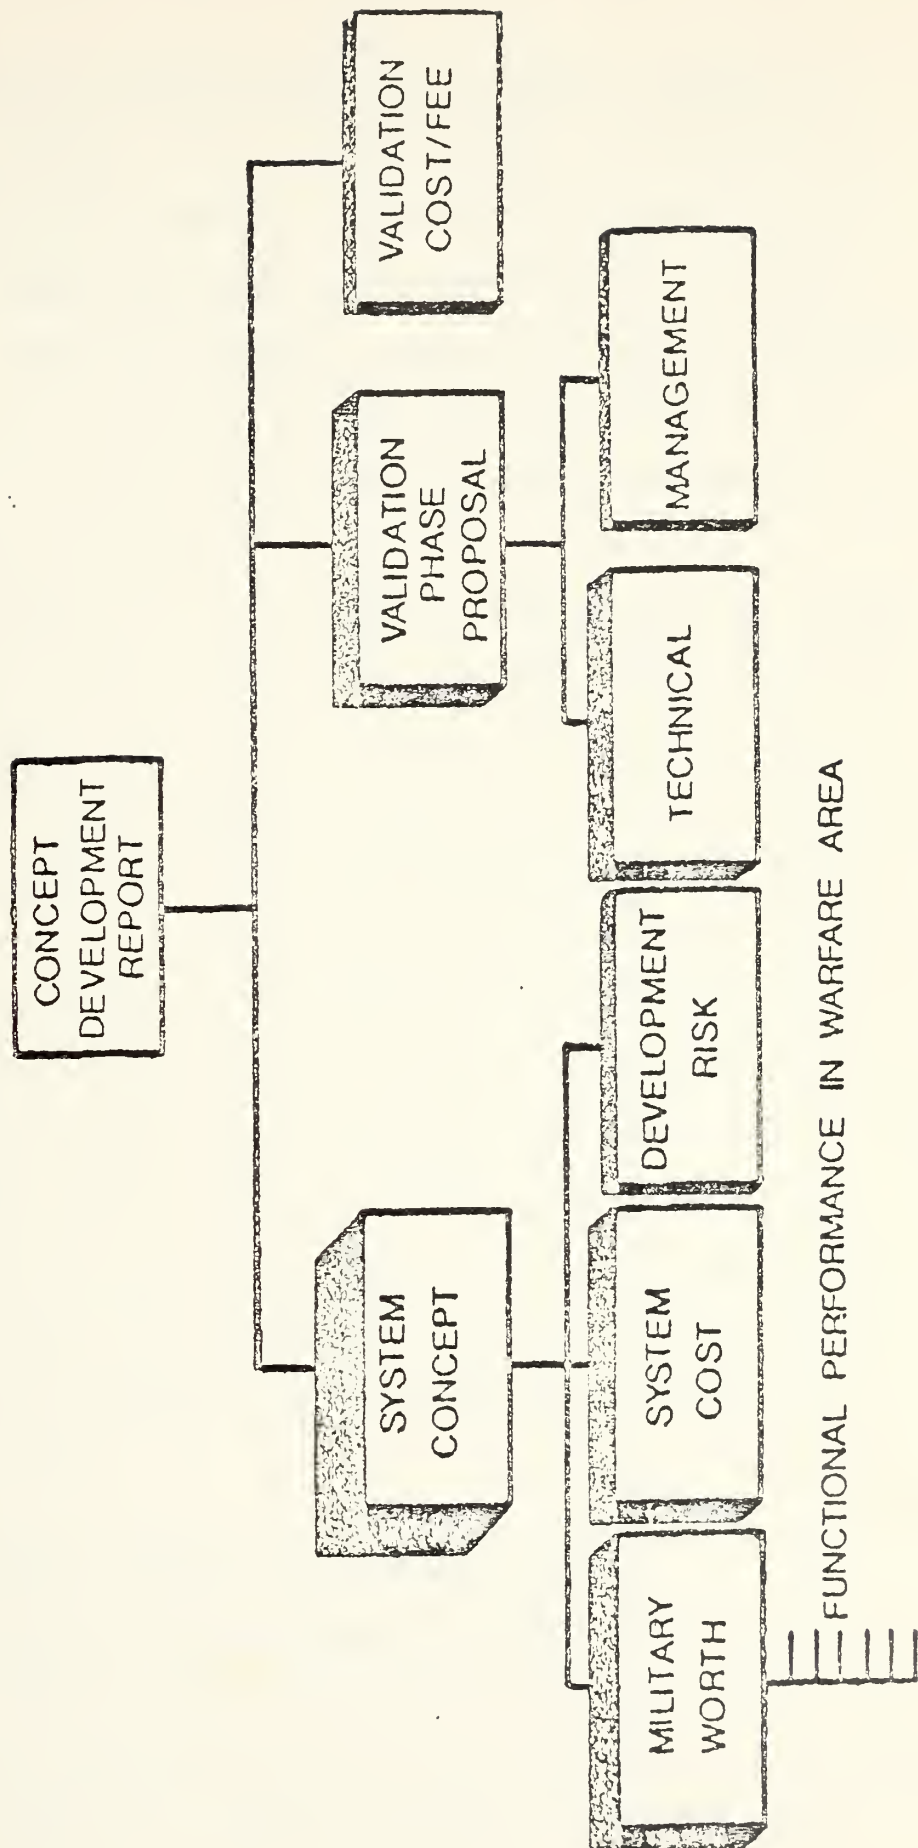 CONCEPT
DEVELOPMENT
REPORT
SYSTEM
CONCEPT
VALIDATION
PHASE
PROPOSAL
VALIDATION
COST/FEE
MILITARY
WORTH
SYSTEM
COST
DEVELOPMENT
RISK
TECHNICAL
MANAGEMENT
FUNCTIONAL PERFORMANCE IN WARFARE AREA